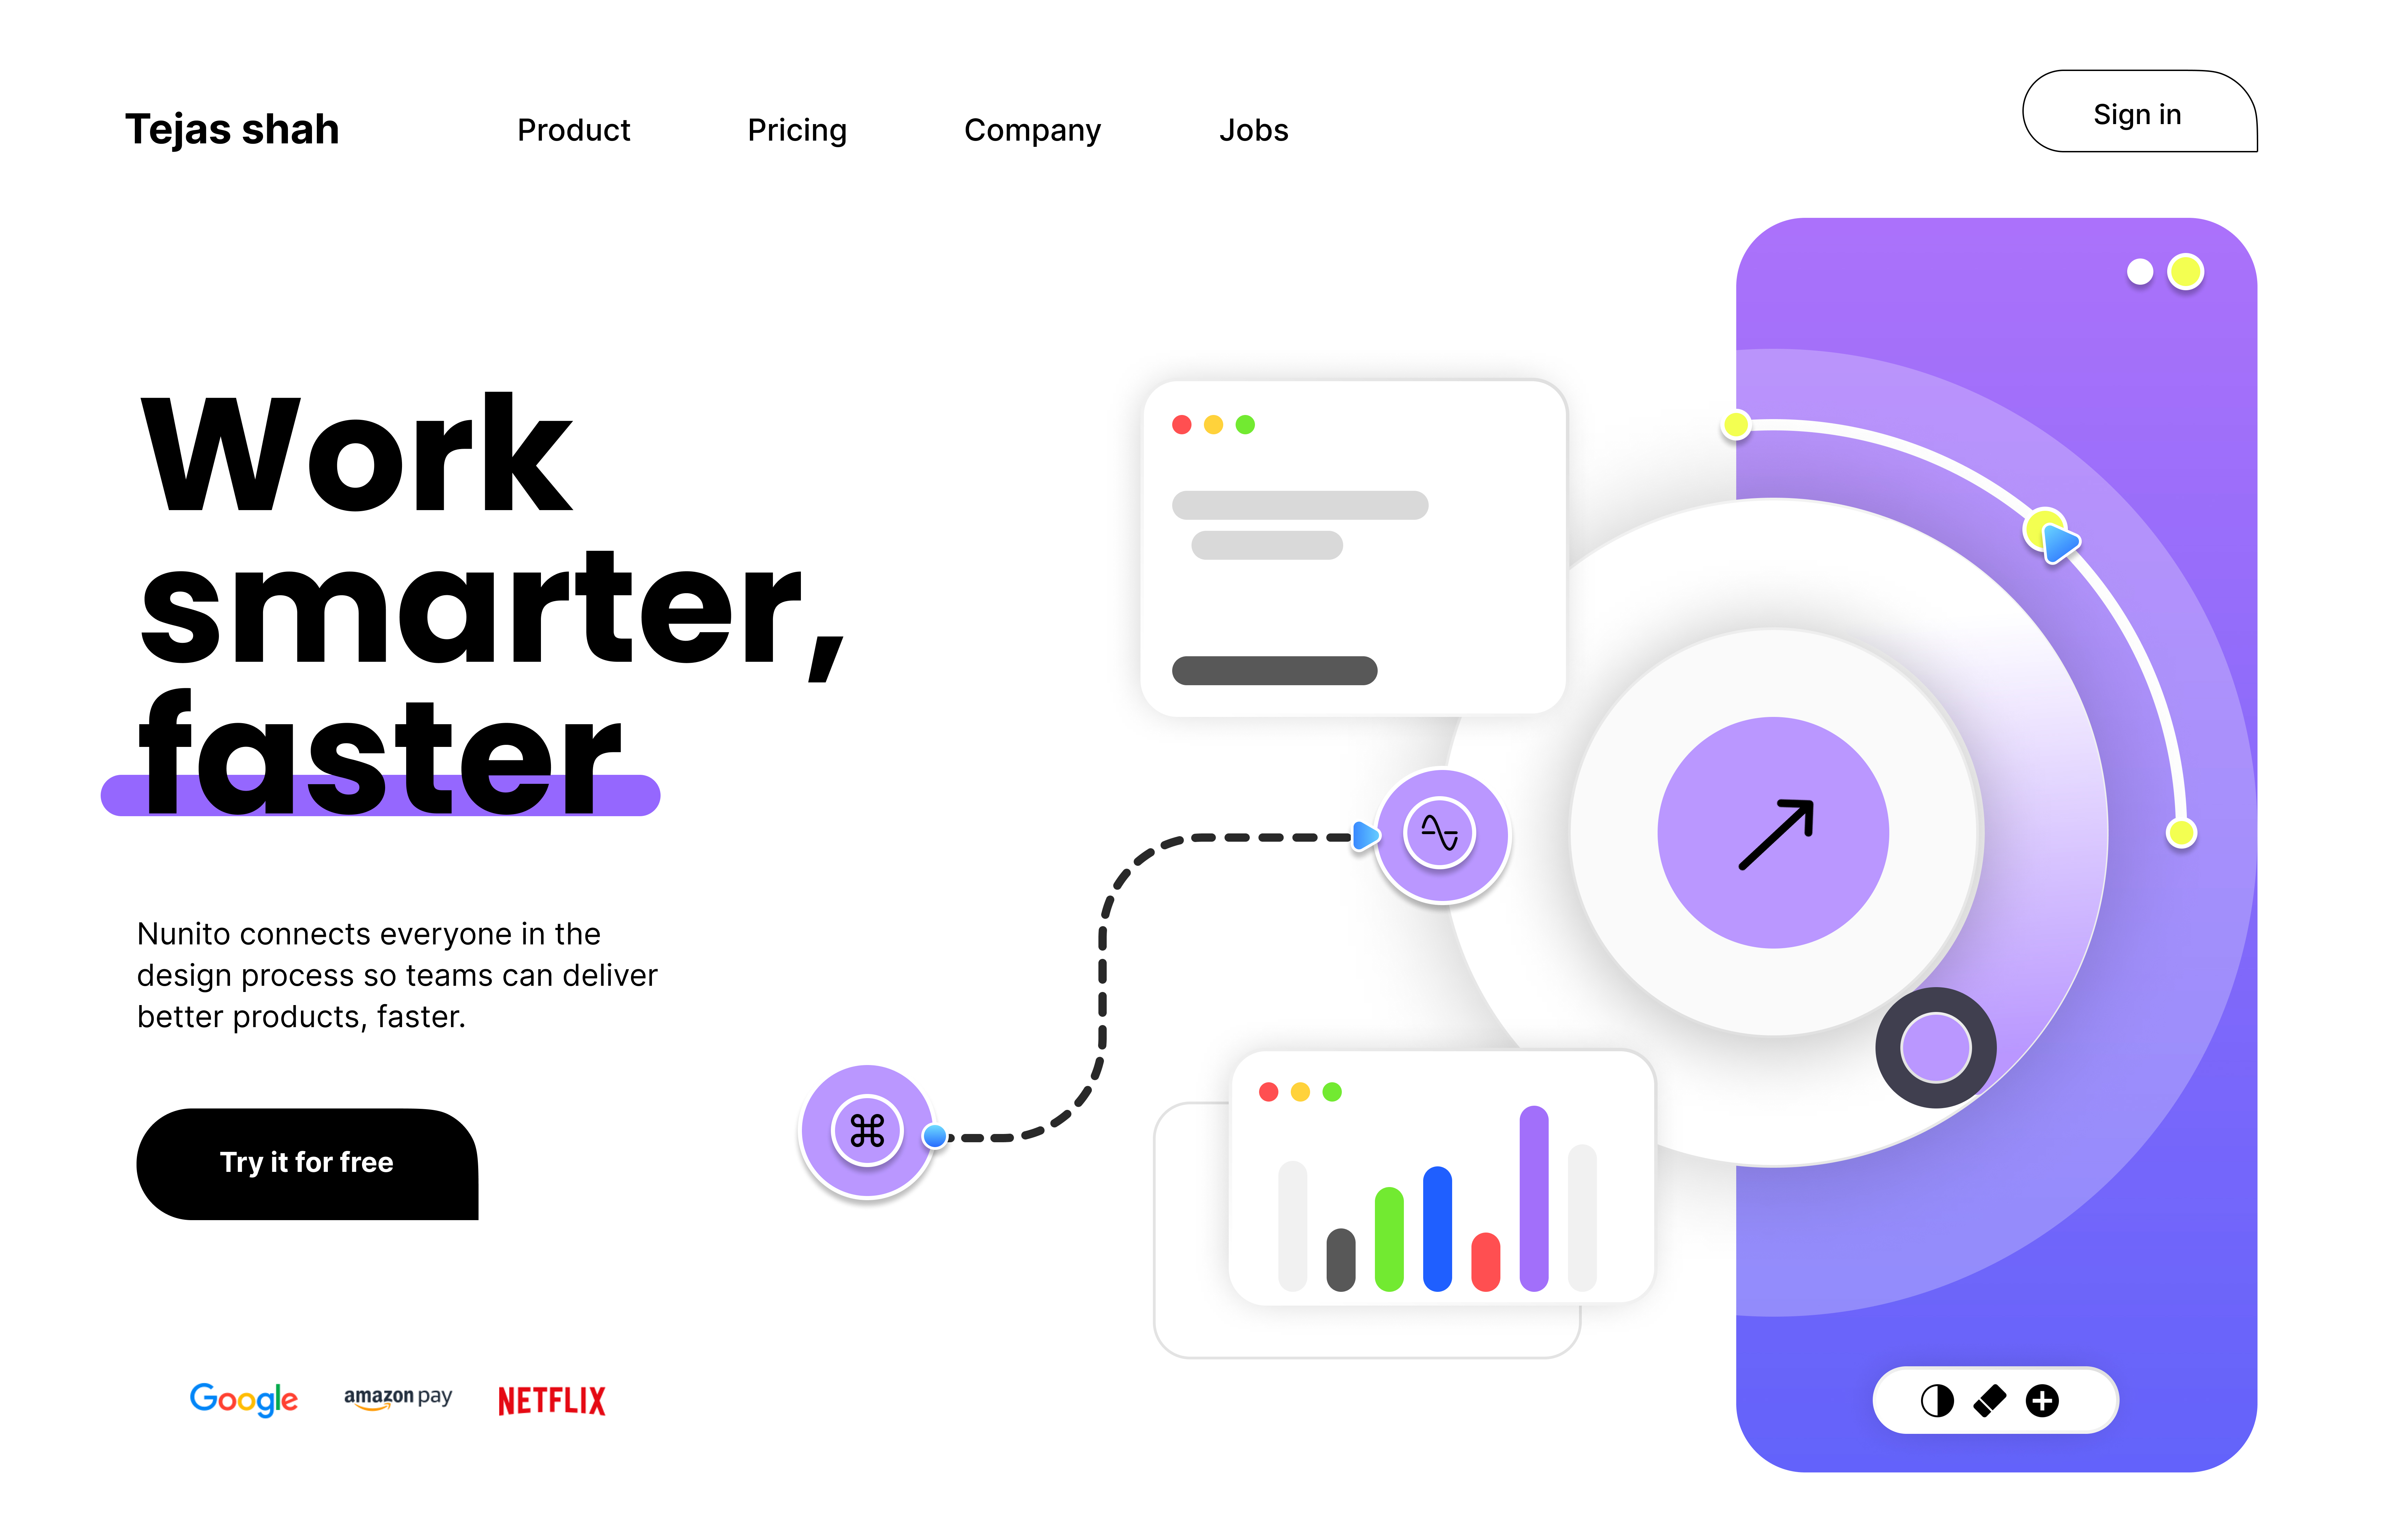 Tejas shah
Product
Pricing
Company
Jobs
Sign in
Work
smarter,
faster
Nunito connects everyone in the
design process so teams can deliver
better products, faster.
Try it for free
Google
amazon pay
NETFLIX